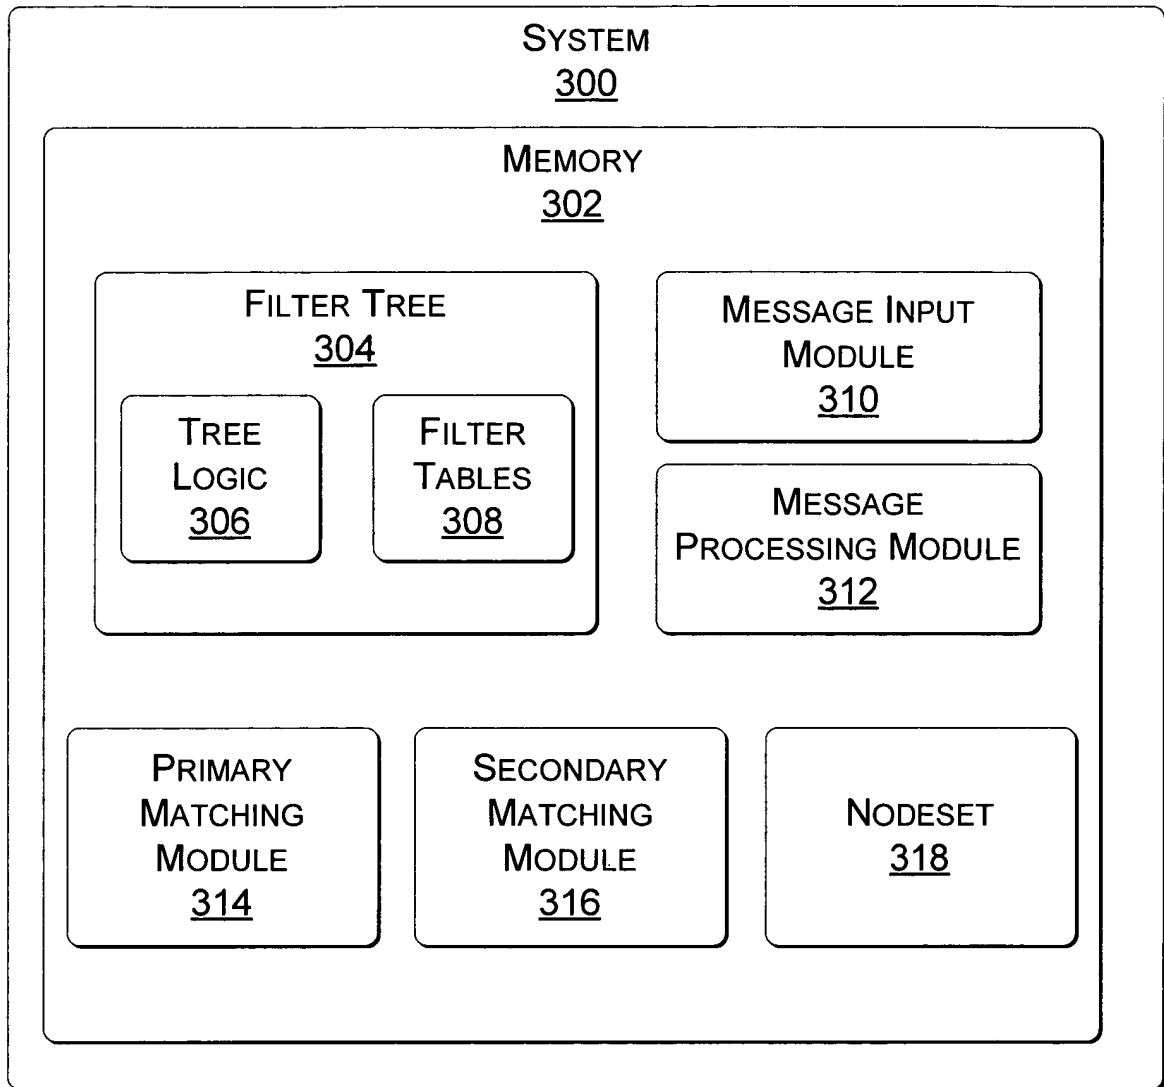 SYSTEM
300
MEMORY
302
FILTER TREE
304
TREE
LOGIC
306
FILTER
TABLES
308
MESSAGE INPUT
MODULE
310
MESSAGE
PROCESSING MODULE
312
PRIMARY
MATCHING
MODULE
314
SECONDARY
MATCHING
MODULE
316
NODESET
318